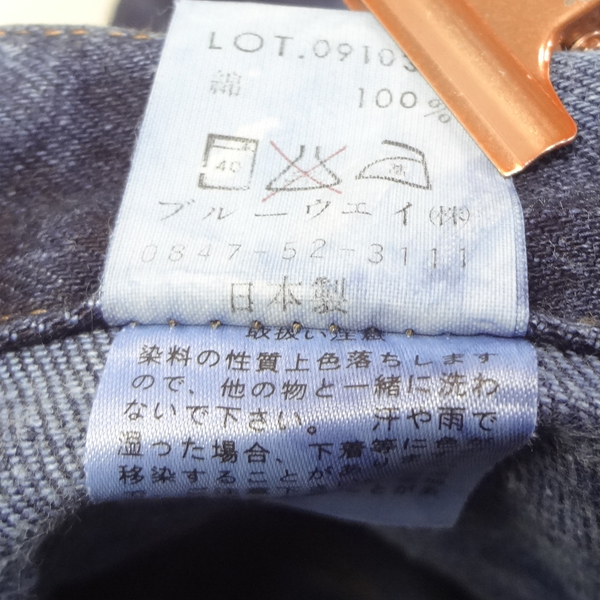 LOT.09103
綿 100%
40
ブルーウエイ㈱
0847-52-3111
日本製
取扱い注意
染料の性質上色落ちします
ので、他の物と一緒に洗わ
ないで下さい。 汗や雨で
湿った場合、下着等に色
移染することが